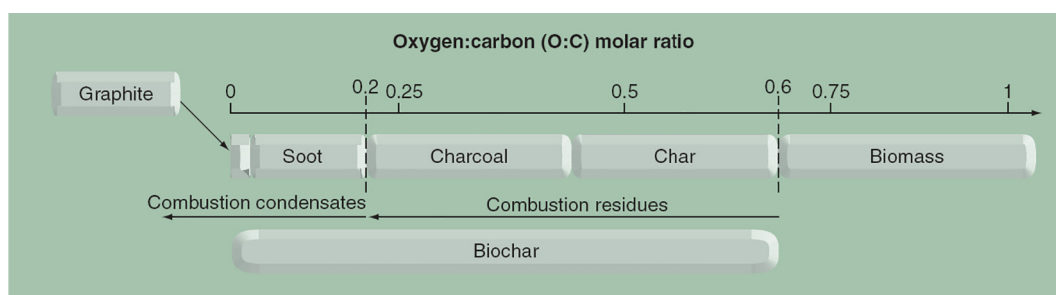 Oxygen:carbon (O:C) molar ratio
Graphite
0 0.2 0.25 0.5 0.6 0.75 1
Soot Charcoal Char Biomass
Combustion condensates Combustion residues
Biochar